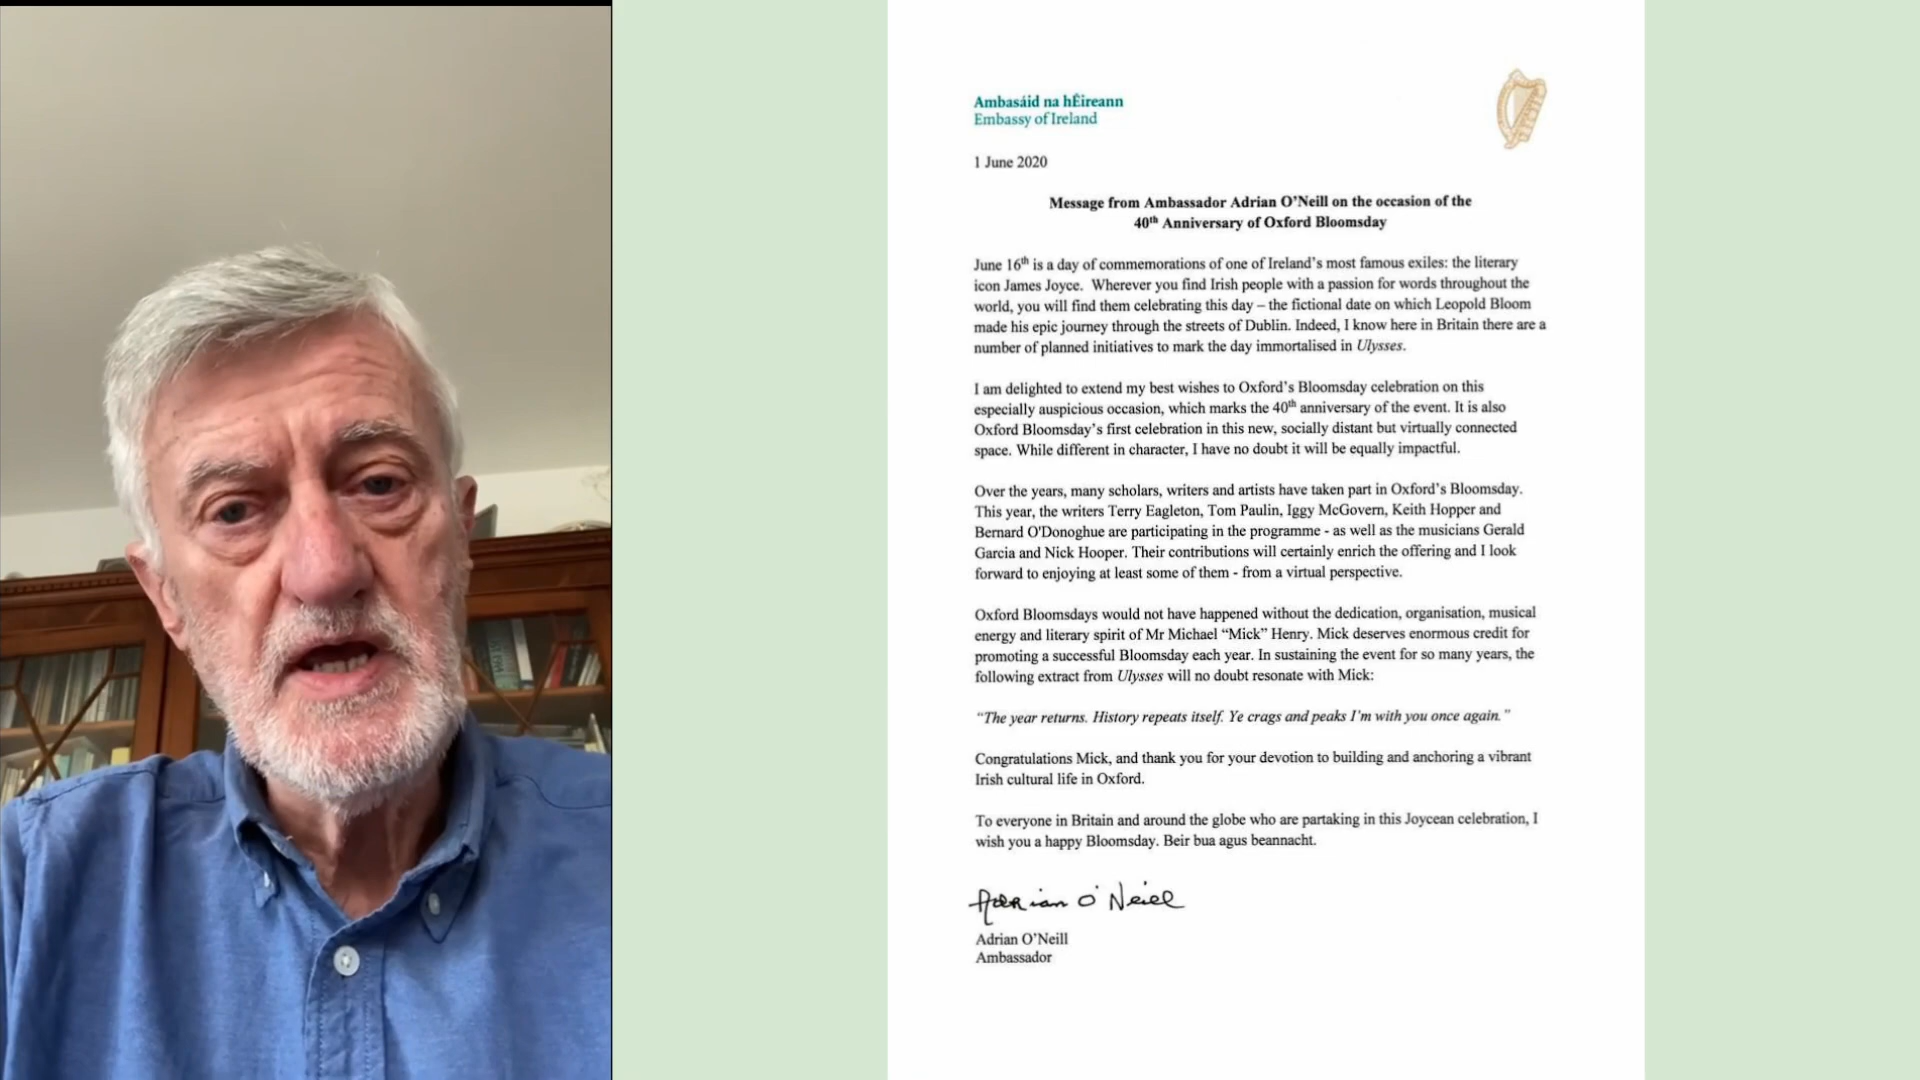 Ambasáid na hÉireann
Embassy of Ireland
1 June 2020
Message from Ambassador Adrian O'Neill on the occasion of the
40th Anniversary of Oxford Bloomsday
June 16th is a day of commemorations of one of Ireland's most famous exiles: the literary
icon James Joyce. Wherever you find Irish people with a passion for words throughout the
world, you will find them celebrating this day – the fictional date on which Leopold Bloom
made his epic journey through the streets of Dublin. Indeed, I know here in Britain there are a
number of planned initiatives to mark the day immortalised in Ulysses.
I am delighted to extend my best wishes to Oxford's Bloomsday celebration on this
especially auspicious occasion, which marks the 40th anniversary of the event. It is also
Oxford Bloomsday's first celebration in this new, socially distant but virtually connected
space. While different in character, I have no doubt it will be equally impactful.
Over the years, many scholars, writers and artists have taken part in Oxford's Bloomsday.
This year, the writers Terry Eagleton, Tom Paulin, Iggy McGovern, Keith Hopper and
Bernard O'Donoghue are participating in the programme - as well as the musicians Gerald
Garcia and Nick Hooper. Their contributions will certainly enrich the offering and I look
forward to enjoying at least some of them - from a virtual perspective.
Oxford Bloomsdays would not have happened without the dedication, organisation, musical
energy and literary spirit of Mr Michael “Mick” Henry. Mick deserves enormous credit for
promoting a successful Bloomsday each year. In sustaining the event for so many years, the
following extract from Ulysses will no doubt resonate with Mick:
“The year returns. History repeats itself. Ye crags and peaks I'm with you once again.”
Congratulations Mick, and thank you for your devotion to building and anchoring a vibrant
Irish cultural life in Oxford.
To everyone in Britain and around the globe who are partaking in this Joycean celebration, I
wish you a happy Bloomsday. Beir bua agus beannacht.
Adrian O'Neill
Adrian O'Neill
Ambassador